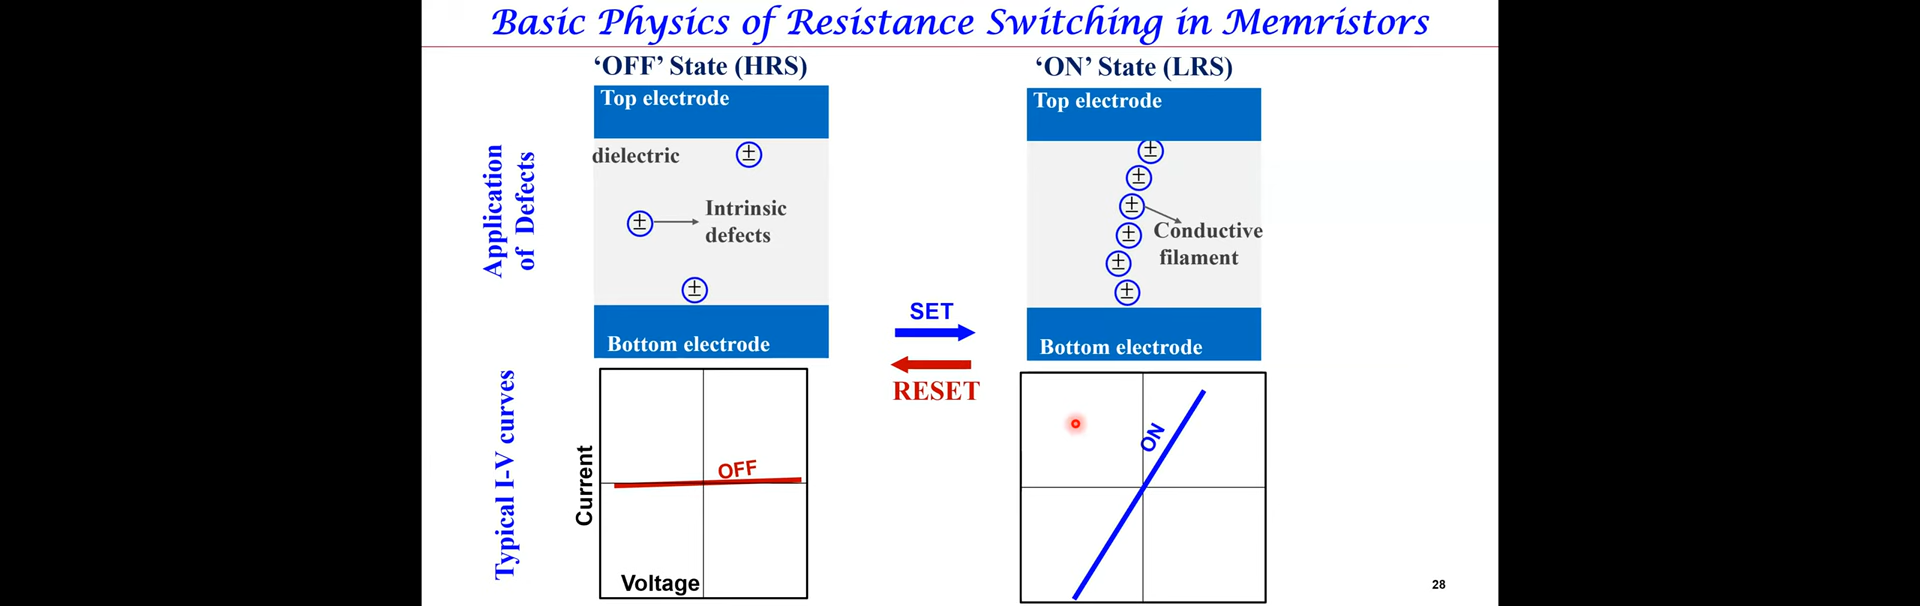 Basic Physics of Resistance Switching in Memristors
‘OFF’ State (HRS)
Top electrode
dielectric
±
±
Intrinsic
defects
±
Bottom electrode
Application
of Defects
SET
RESET
‘ON’ State (LRS)
Top electrode
±
±
±
±
±
±
Conductive
filament
Bottom electrode
Typical I-V curves
Current
OFF
Voltage
ON
28